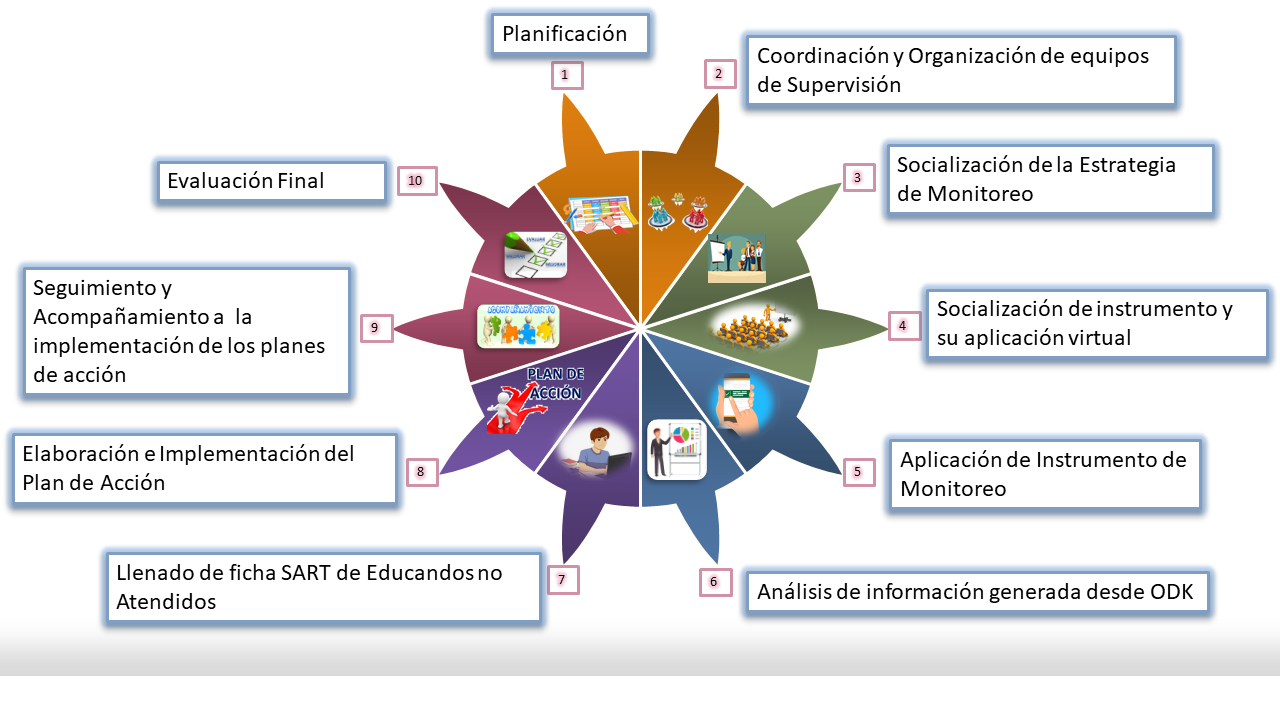 Planificación
1
2
Coordinación y Organización de equipos
de Supervisión
3
Socialización de la Estrategia
de Monitoreo
4
Socialización de instrumento y
su aplicación virtual
5
Aplicación de Instrumento de
Monitoreo
6
Análisis de información generada desde ODK
7
Llenado de ficha SART de Educandos no
Atendidos
8
Elaboración e Implementación del
Plan de Acción
9
Seguimiento y
Acompañamiento a la
implementación de los planes
de acción
10
Evaluación Final
PLAN DE
ACCIÓN
EVALUAR
MEJORAR